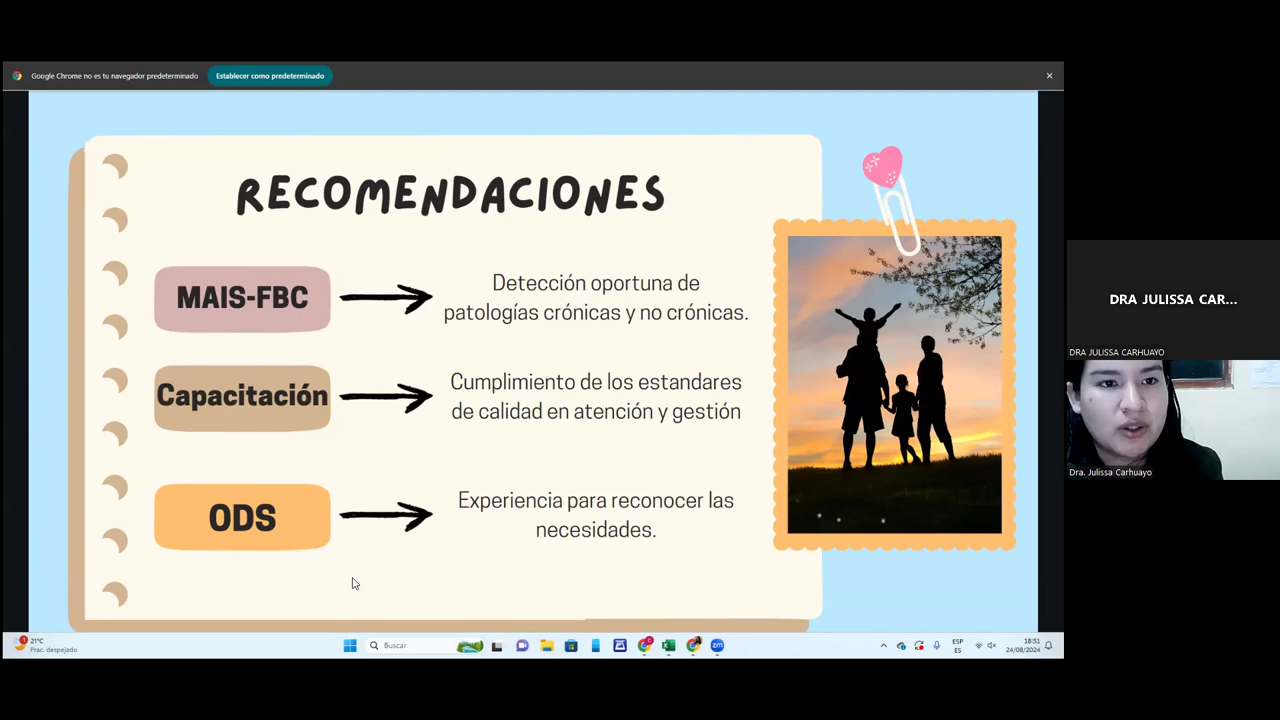 Google Chrome no es tu navegador predeterminado
Establecer como predeterminado
RECOMENDACIONES
MAIS-FBC
Detección oportuna de
patologías crónicas y no crónicas.
Capacitación
Cumplimiento de los estandares
de calidad en atención y gestión
ODS
Experiencia para reconocer las
necesidades.
DRA JULISSA CAR...
DRA JULISSA CARHUAYO
Dra. Julissa Carhuayo
1
21°C
Prac. despejado
Buscar
zm
ESP
ES
18:51
24/08/2024